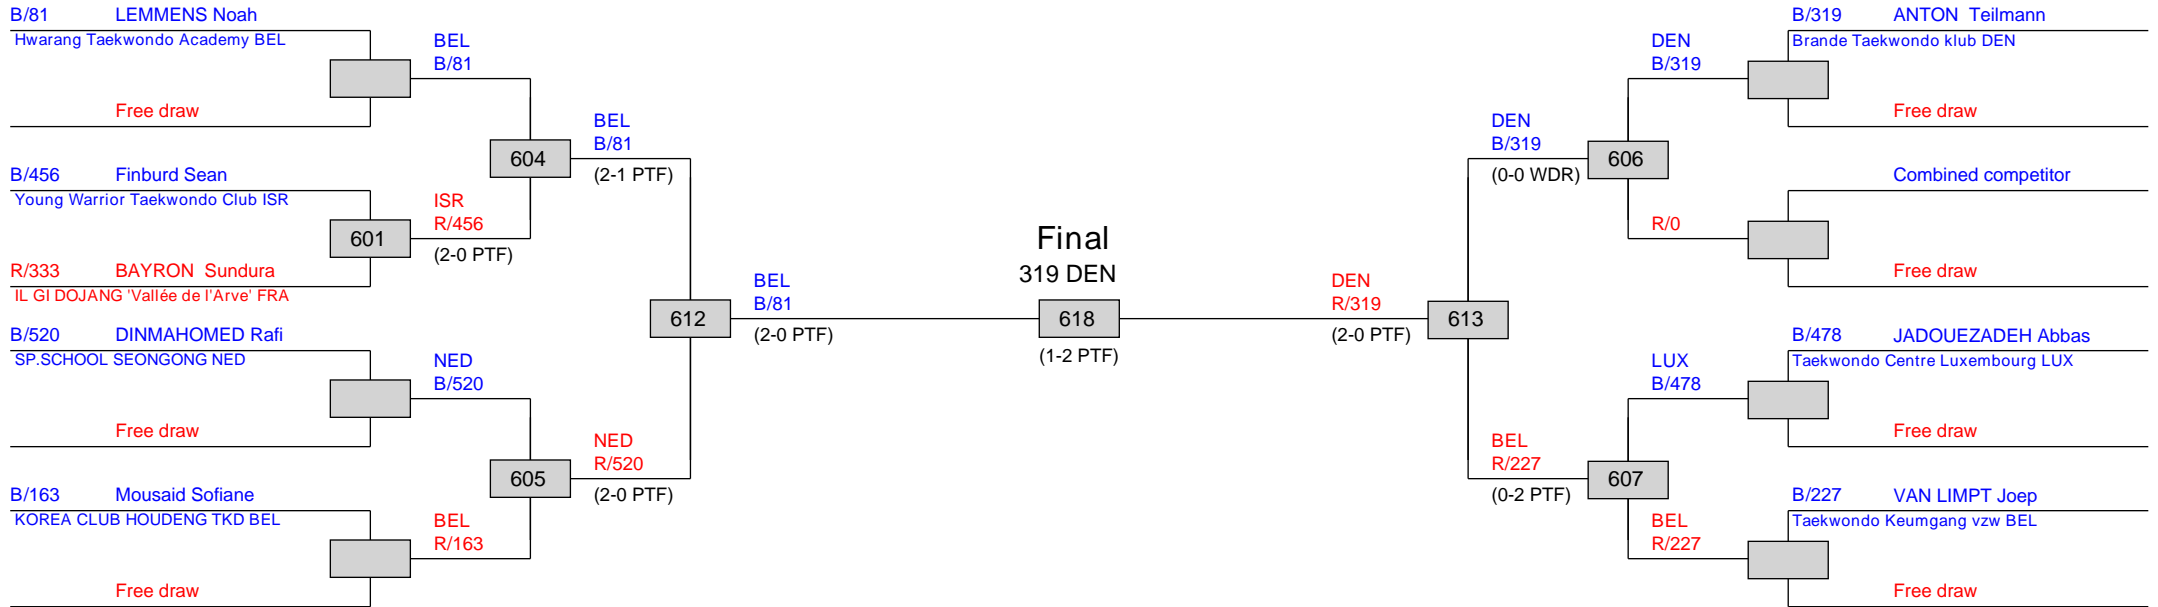 B/81 LEMMENS Noah
Hwarang Taekwondo Academy BEL
Free draw
B/456 Finburd Sean
Young Warrior Taekwondo Club ISR
601
R/333 BAYRON Sundura
IL GI DOJANG 'Vallée de l'Arve' FRA
B/520 DINMAHOMED Rafi
SP.SCHOOL SEONGONG NED
Free draw
B/163 Mousaid Sofiane
KOREA CLUB HOUDENG TKD BEL
Free draw
BEL
B/81
604
ISR
R/456
(2-0 PTF)
NED
B/520
605
BEL
R/163
BEL
B/81
(2-1 PTF)
612
NED
R/520
(2-0 PTF)
BEL
B/81
(2-0 PTF)
Final
319 DEN
618
(1-2 PTF)
DEN
R/319
(2-0 PTF)
613
DEN
B/319
(0-0 WDR)
606
BEL
R/227
(0-2 PTF)
607
DEN
B/319
R/0
LUX
B/478
BEL
R/227
B/319 ANTON Teilmann
Brande Taekwondo klub DEN
Free draw
Combined competitor
Free draw
B/478 JADOUEZADEH Abbas
Taekwondo Centre Luxembourg LUX
Free draw
B/227 VAN LIMPT Joep
Taekwondo Keumgang vzw BEL
Free draw